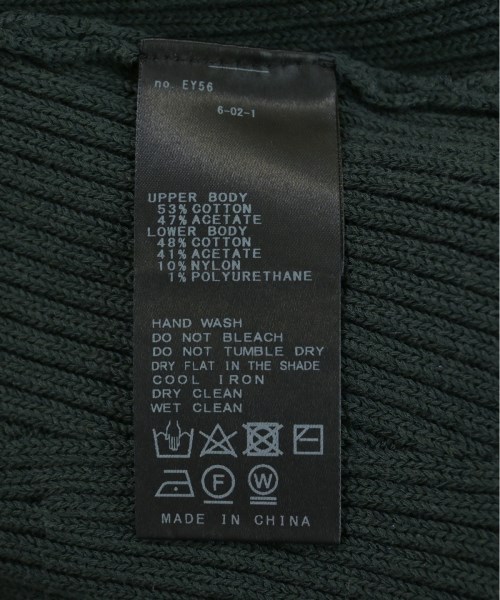 no. EY56
6-02-1
UPPER BODY
53% COTTON
47% ACETATE
LOWER BODY
48% COTTON
41% ACETATE
10% NYLON
1% POLYURETHANE
HAND WASH
DO NOT BLEACH
DO NOT TUMBLE DRY
DRY FLAT IN THE SHADE
COOL IRON
DRY CLEAN
WET CLEAN
F W
MADE IN CHINA